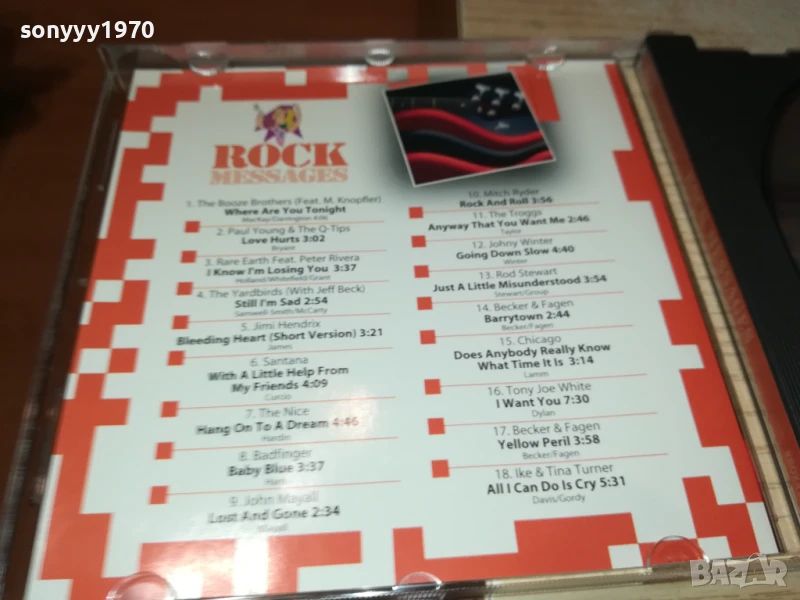 sonyyy1970
ROCK
MESSAGES
1. The Booze Brothers (Feat. M. Knopfler)
Where Are You Tonight
2. Paul Young & The Q-Tips
Love Hurts 3:02
Bryant
3. Rare Earth Feat. Peter Rivera
I Know I'm Losing You 3:37
Holland/Whitefield/Grant
4. The Yardbirds (With Jeff Beck)
Still I'm Sad 2:54
Samwell-Smith/McCarty
5. Jimi Hendrix
Bleeding Heart (Short Version) 3:21
James
6. Santana
With A Little Help From
My Friends 4:09
Curcio
7. The Nice
Hang On To A Dream 4:46
Hardin
8. Badfinger
Baby Blue 3:37
Ham
9. John Mayall
Lost And Gone 2:34
Mayall
10. Mitch Ryder
Rock And Roll 3:56
11. The Troggs
Anyway That You Want Me 2:46
Taylor
12. Johny Winter
Going Down Slow 4:40
Winter
13. Rod Stewart
Just A Little Misunderstood 3:54
Stewart/Group
14. Becker & Fagen
Barrytown 2:44
Becker/Fagen
15. Chicago
Does Anybody Really Know
What Time It Is 3:14
Lamm
16. Tony Joe White
I Want You 7:30
Dylan
17. Becker & Fagen
Yellow Peril 3:58
Becker/Fagen
18. Ike & Tina Turner
All I Can Do Is Cry 5:31
Davis/Gordy
BAZAR